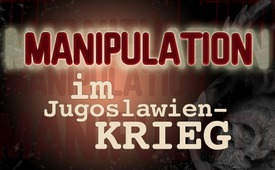 MANIPULATION
im
Jugoslawien-
KRIEG